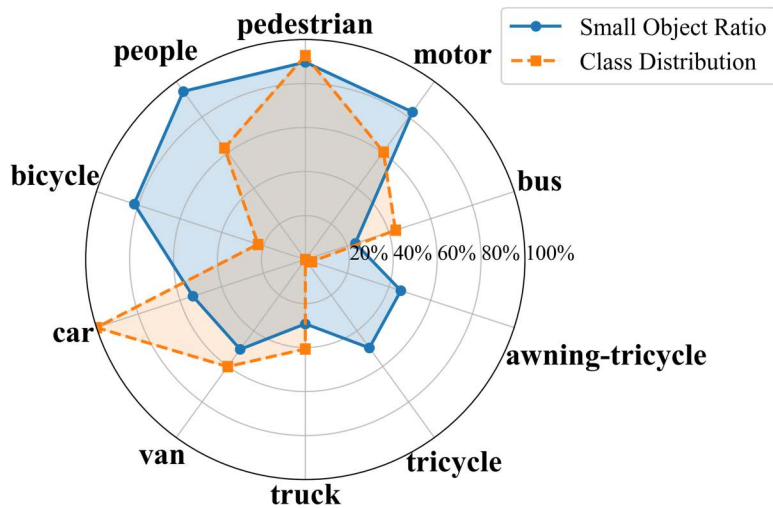 pedestrian
Small Object Ratio
Class Distribution
people
motor
bicycle
bus
20% 40% 60% 80% 100%
car
awning-tricycle
van
tricycle
truck